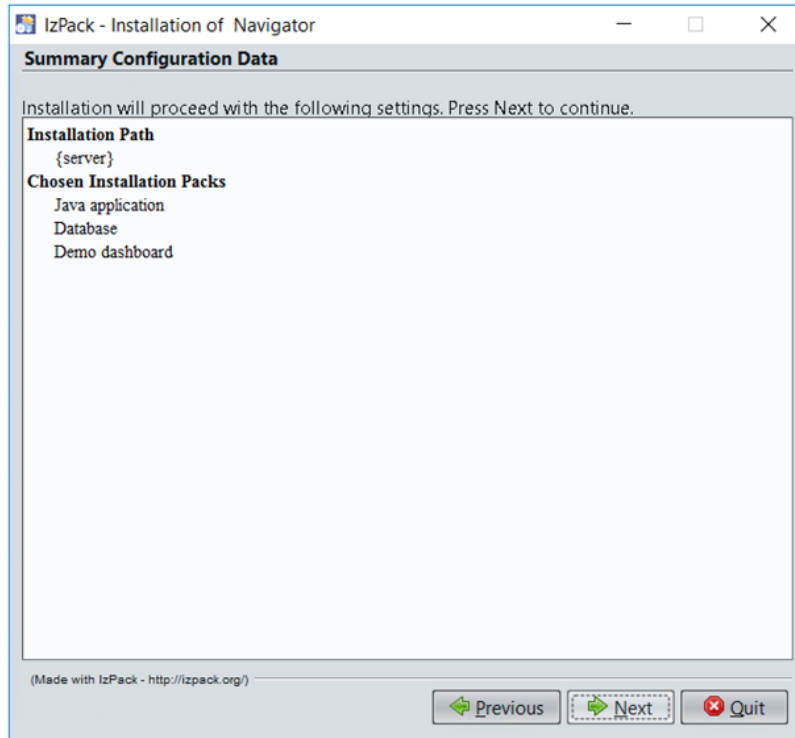 IzPack - Installation of Navigator
Summary Configuration Data
Installation will proceed with the following settings. Press Next to continue.
Installation Path
{server}
Chosen Installation Packs
Java application
Database
Demo dashboard
(Made with IzPack - http://izpack.org/)
Previous Next Quit